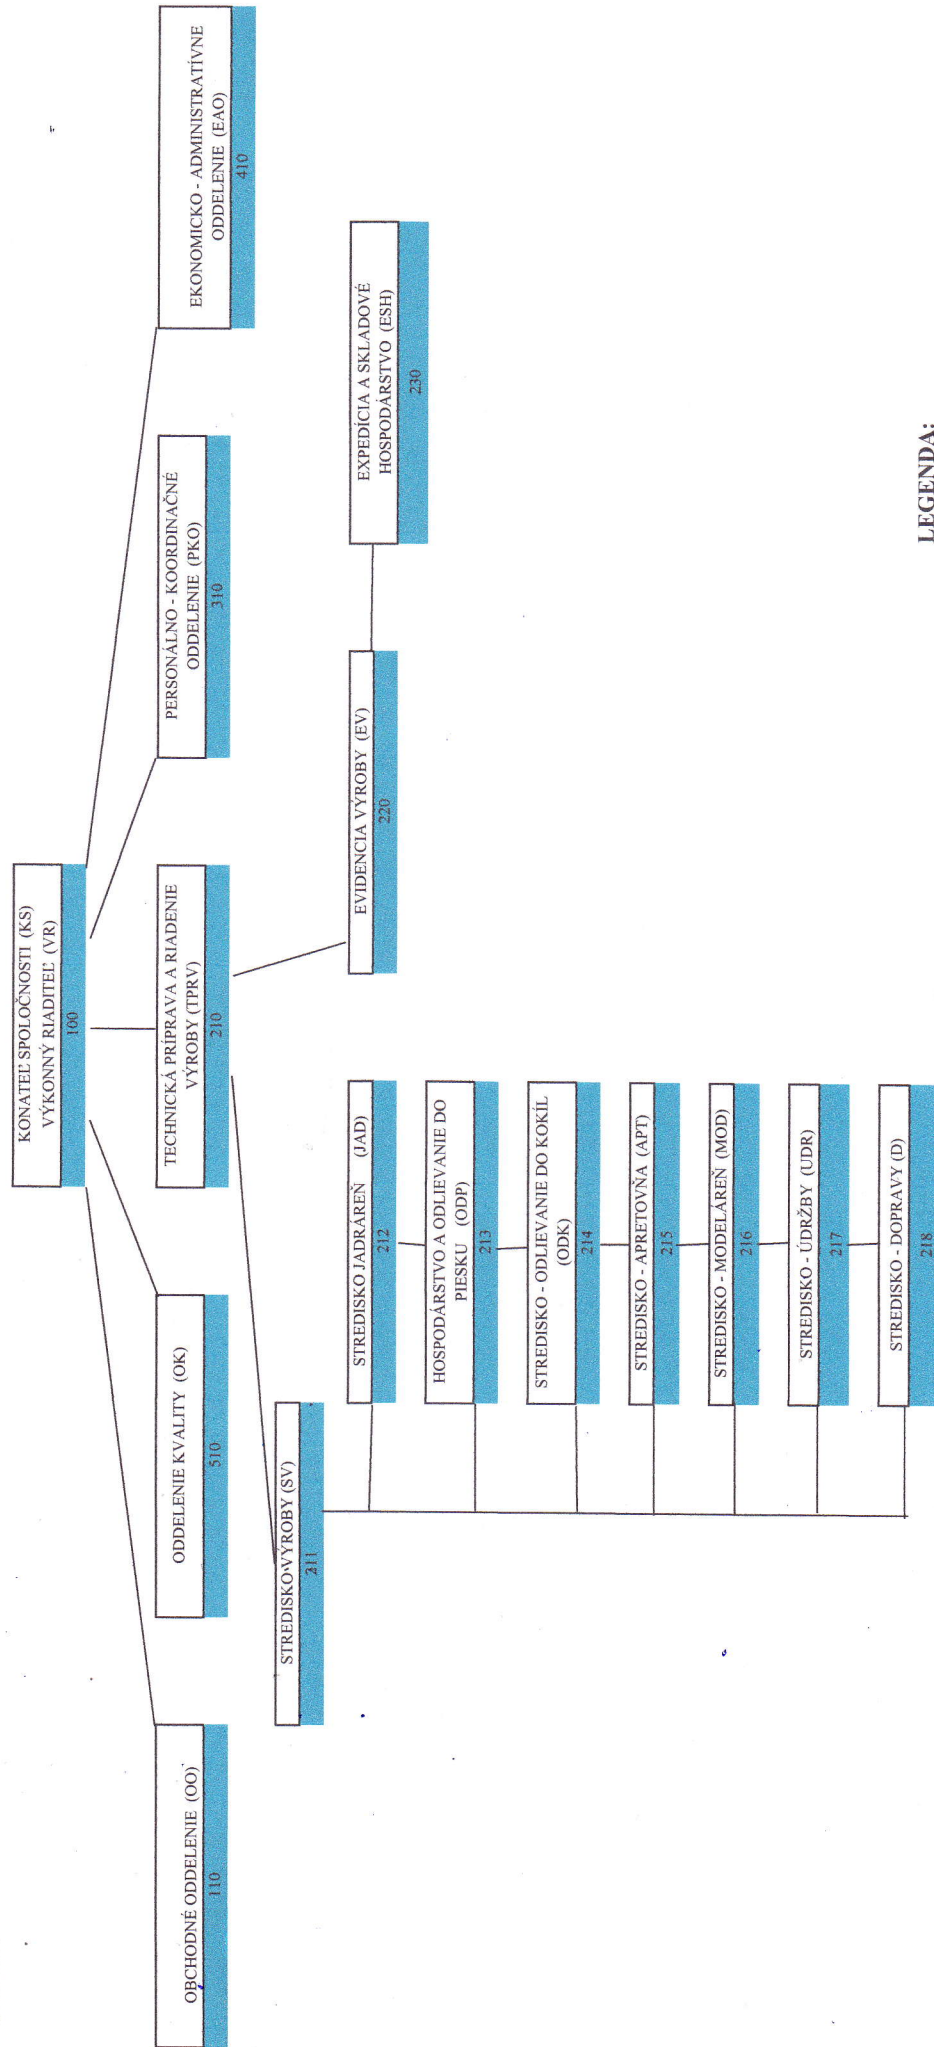 KONATEĽ SPOLOČNOSTI (KS)
VÝKONNÝ RIADITEĽ (VR)
100
OBCHODNÉ ODDELENIE (OO)
110
ODDELENIE KVALITY (OK)
510
TECHNICKÁ PRÍPRAVA A RIADENIE
VÝROBY (TPRV)
210
PERSONÁLNO - KOORDINAČNÉ
ODDELENIE (PKO)
310
EKONOMICKO - ADMINISTRATÍVNE
ODDELENIE (EAO)
410
STREDISKO VÝROBY (SV)
211
STREDISKO JADRÁREŇ (JAD)
212
HOSPODÁRSTVO A ODLIEVANIE DO
PIESKU (ODP)
213
STREDISKO - ODLIEVANIE DO KOKÍL
(ODK)
214
STREDISKO - APRETOVŇA (APT)
215
STREDISKO - MODELÁREŇ (MOD)
216
STREDISKO - ÚDRŽBY (UDR)
217
STREDISKO - DOPRAVY (D)
218
EVIDENCIA VÝROBY (EV)
220
EXPEDÍCIA A SKLADOVÉ
HOSPODÁRSTVO (ESH)
230
LEGENDA: